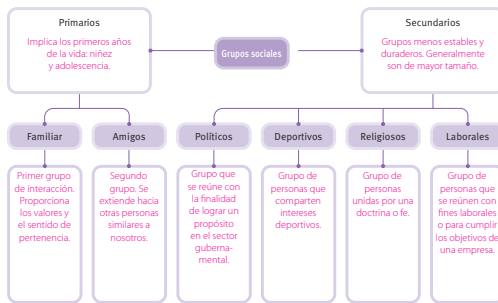 Primarios
Implica los primeros años
de la vida: niñez
y adolescencia.
Grupos sociales
Secundarios
Grupos menos estables y
duraderos. Generalmente
son de mayor tamaño.
Familiar
Amigos
Políticos
Deportivos
Religiosos
Laborales
Primer grupo
de interacción.
Proporciona
los valores y
el sentido de
pertenencia.
Segundo
grupo. Se
extiende hacia
otras personas
similares a
nosotros.
Grupo que
se reúne con
la finalidad
de lograr un
propósito
en el sector
guberna-
mental.
Grupo de
personas que
comparten
intereses
deportivos.
Grupo de
personas
unidas por una
doctrina o fe.
Grupo de
personas que
se reúnen con
fines laborales
o para cumplir
los objetivos de
una empresa.